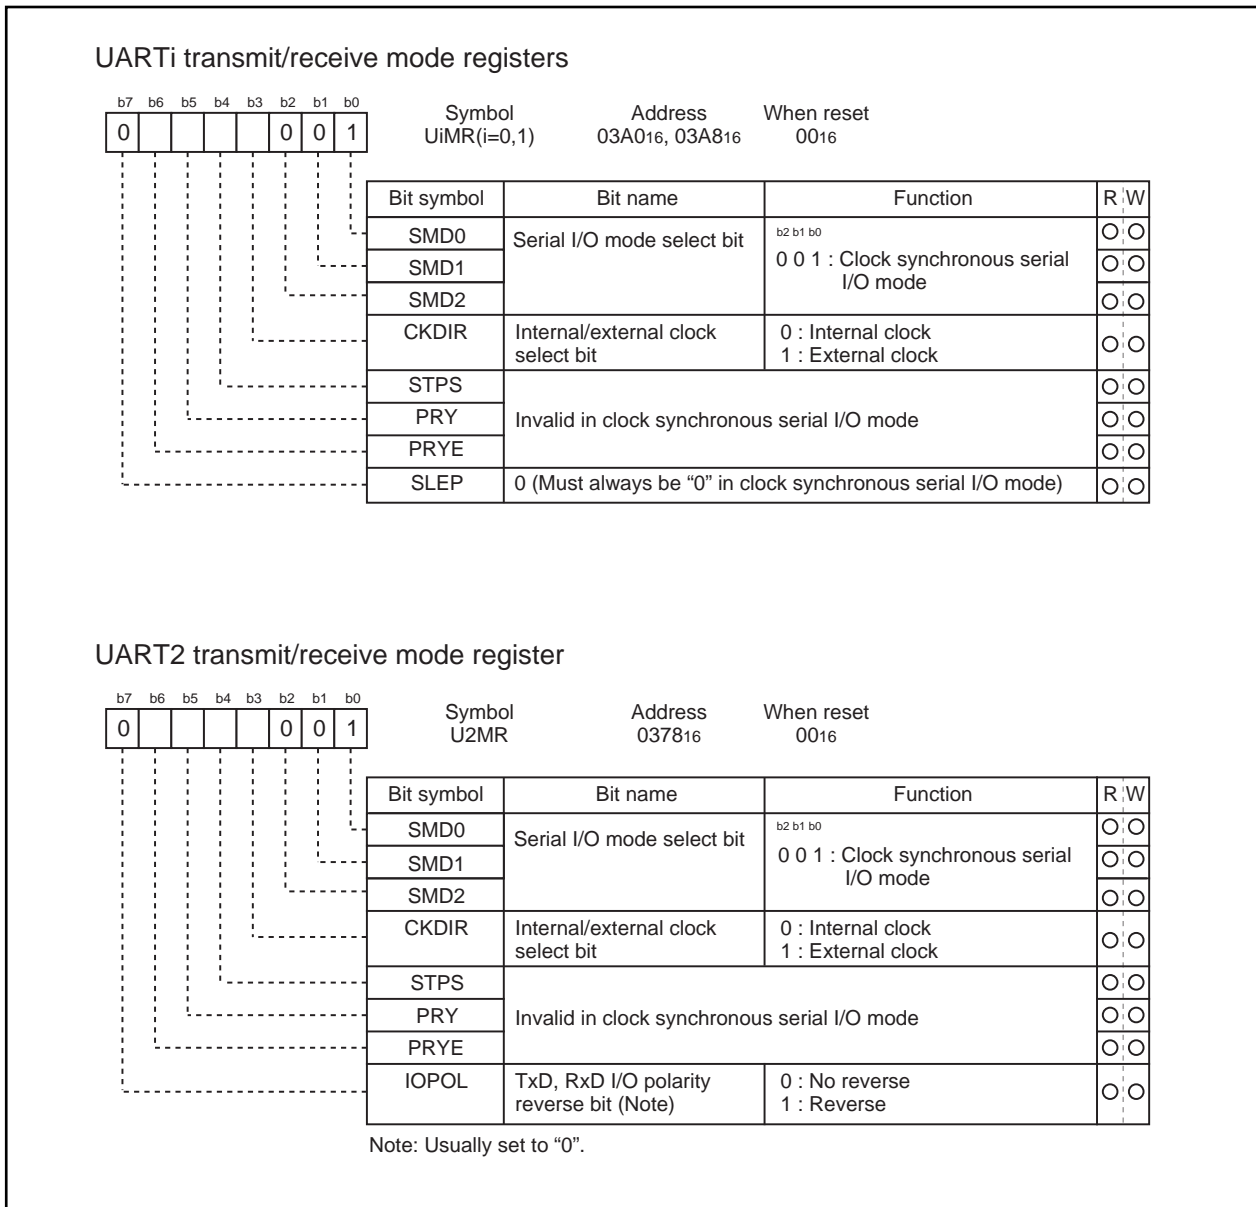 UARTi transmit/receive mode registers
b7 b6 b5 b4 b3 b2 b1 b0
0 0 0 1
Symbol Address When reset
UiMR(i=0,1) 03A016, 03A816 0016
Bit symbol Bit name Function R W
SMD0 Serial I/O mode select bit b2 b1 b0
SMD1 0 0 1 : Clock synchronous serial
I/O mode
SMD2
CKDIR Internal/external clock 0 : Internal clock
select bit 1 : External clock
STPS
PRY Invalid in clock synchronous serial I/O mode
PRYE
SLEP 0 (Must always be “0” in clock synchronous serial I/O mode)
UART2 transmit/receive mode register
b7 b6 b5 b4 b3 b2 b1 b0
0 0 0 1
Symbol Address When reset
U2MR 037816 0016
Bit symbol Bit name Function R W
SMD0 Serial I/O mode select bit b2 b1 b0
SMD1 0 0 1 : Clock synchronous serial
I/O mode
SMD2
CKDIR Internal/external clock 0 : Internal clock
select bit 1 : External clock
STPS
PRY Invalid in clock synchronous serial I/O mode
PRYE
IOPOL TxD, RxD I/O polarity 0 : No reverse
reverse bit (Note) 1 : Reverse
Note: Usually set to “0”.